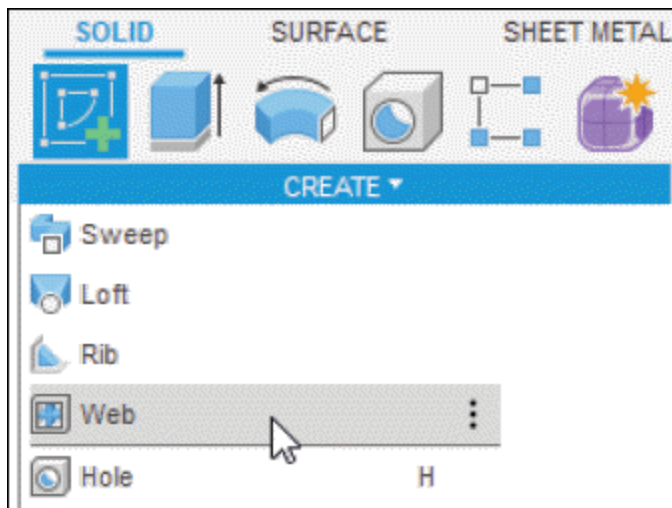 SOLID SURFACE SHEET METAL
CREATE ▾
Sweep
Loft
Rib
Web
Hole H